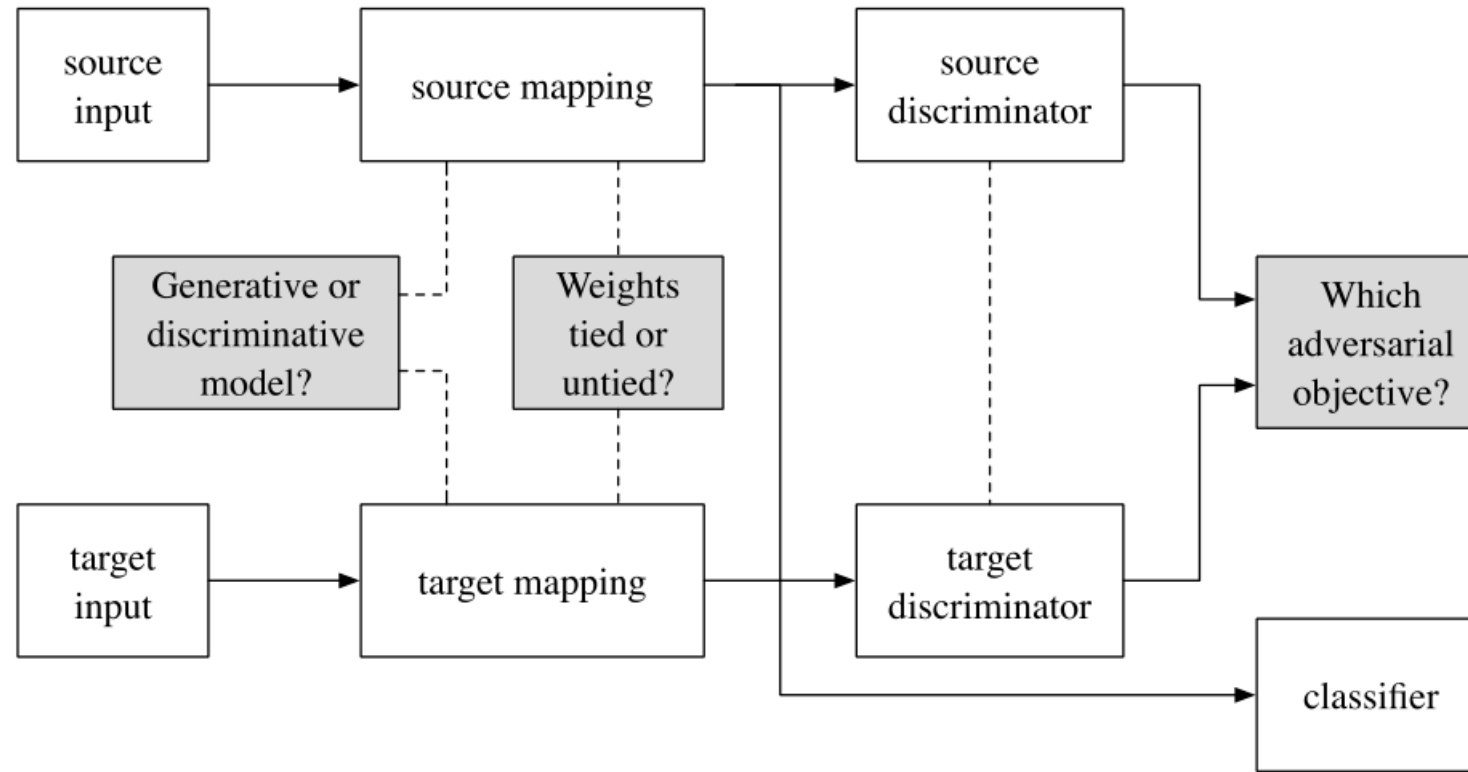 source
input
source mapping
source
discriminator
Generative or
discriminative
model?
Weights
tied or
untied?
Which
adversarial
objective?
target
input
target mapping
target
discriminator
classifier